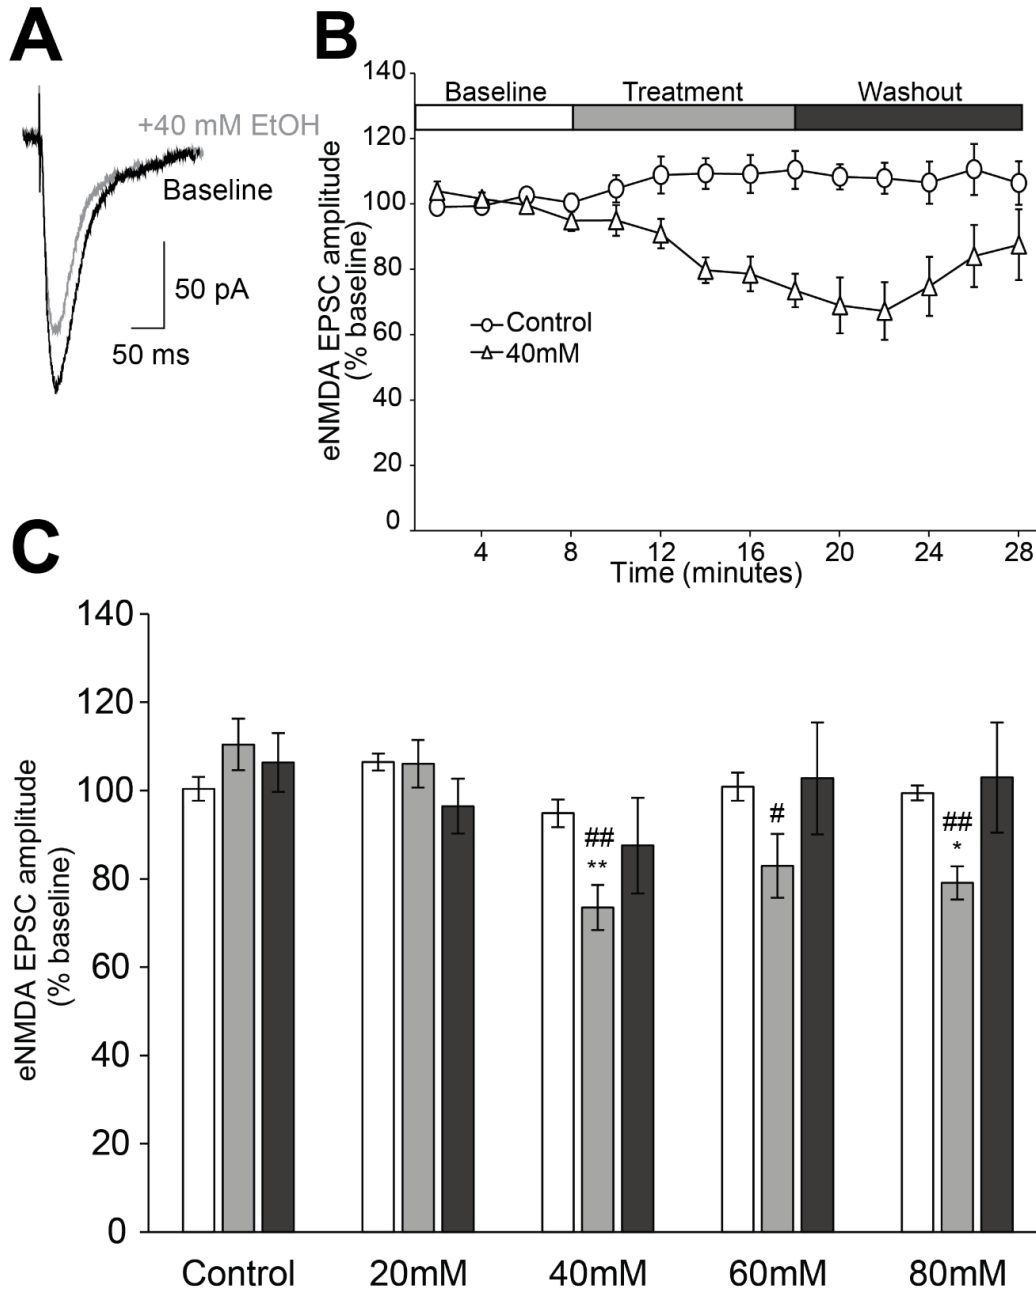 A
+40 mM EtOH
Baseline
50 pA
50 ms
B
eNMDA EPSC amplitude
(% baseline)
140
120
100
80
60
40
20
0
Baseline Treatment Washout
Control
40mM
4 8 12 16 20 24 28
Time (minutes)
C
eNMDA EPSC amplitude
(% baseline)
140
120
100
80
60
40
20
0
##
**
#
##
*
Control 20mM 40mM 60mM 80mM